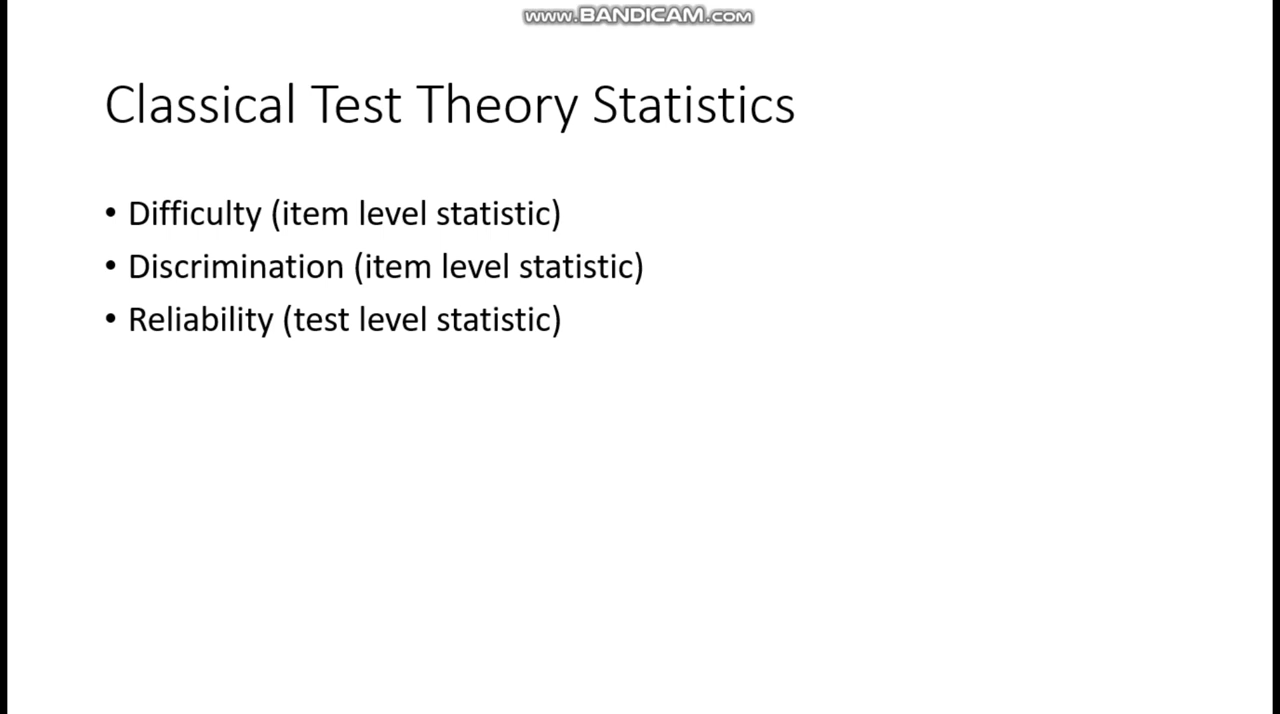 www.BANDICAM.com
Classical Test Theory Statistics
• Difficulty (item level statistic)
• Discrimination (item level statistic)
• Reliability (test level statistic)